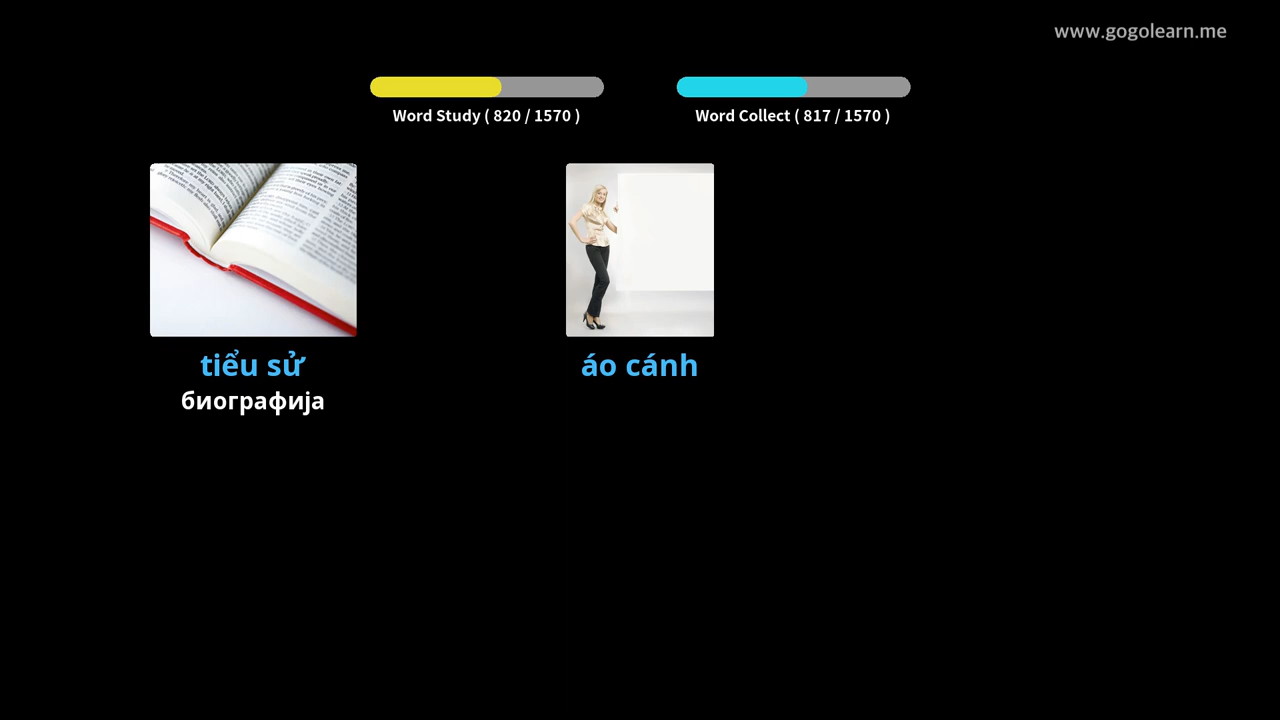 www.gogolearn.me
Word Study ( 820 / 1570 )
Word Collect ( 817 / 1570 )
tiểu sử
биографија
áo cánh